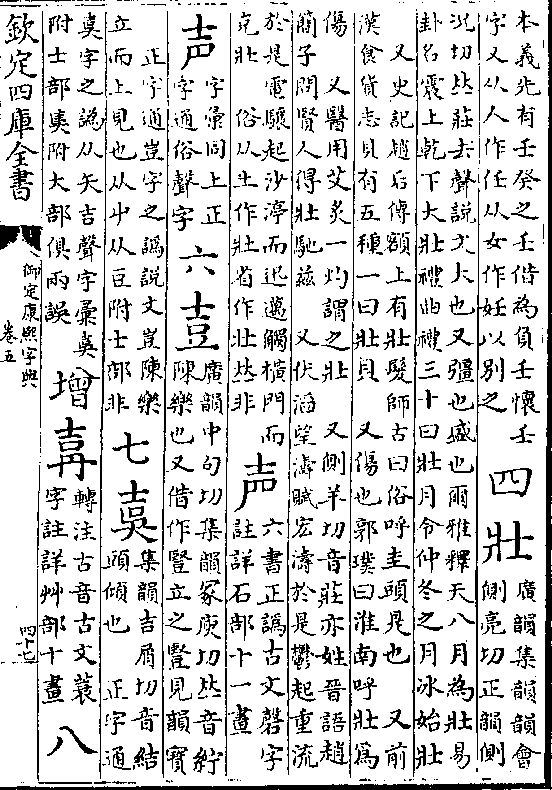 本義先有壬癸之壬借為負壬懷壬
字又从人作任从女作妊以別之
四
壯
廣韻集韻韻會
側亮切正韻側
況切𠀤莊去聲說文大也又彊也盛也爾雅釋天八月為壯易
卦名震上乾下大壯禮曲禮三十曰壯月令仲冬之月冰始壯
又史記趙后傳額上有壯髮師古曰俗呼圭頭是也 又前
漢食貨志貝有五種一曰壯貝 又傷也郭璞曰淮南呼壯為
傷 又醫用艾炙一灼謂之壯 又側羊切音莊亦姓晉語趙
簡子問賢人得壯馳茲 又伏滔望濤賦宏濤於是鬱起重流
於是電驤起沙渟而迅邁觸橫門而
克壯 俗从土作壯省作壮𠀤非
声
六書正譌古文磬字
註詳石部十一畫
声
字彙同上正
字通俗聲字
六
壴
廣韻中句切集韻冢庾切𠀤音紵
陳樂也又借作豎立之豎見韻寶
正字通豈字之譌說文豈陳樂
立而上見也从屮从豆附士部非
七
壵
集韻吉屑切音結
頭傾也 正字通
奊字之譌从矢吉聲字彙奊
附士部奊附大部俱兩誤
增
轉注古音古文蓑
字註詳艸部十畫
八
欽定四庫全書
御定康熙字典
卷五
四十七